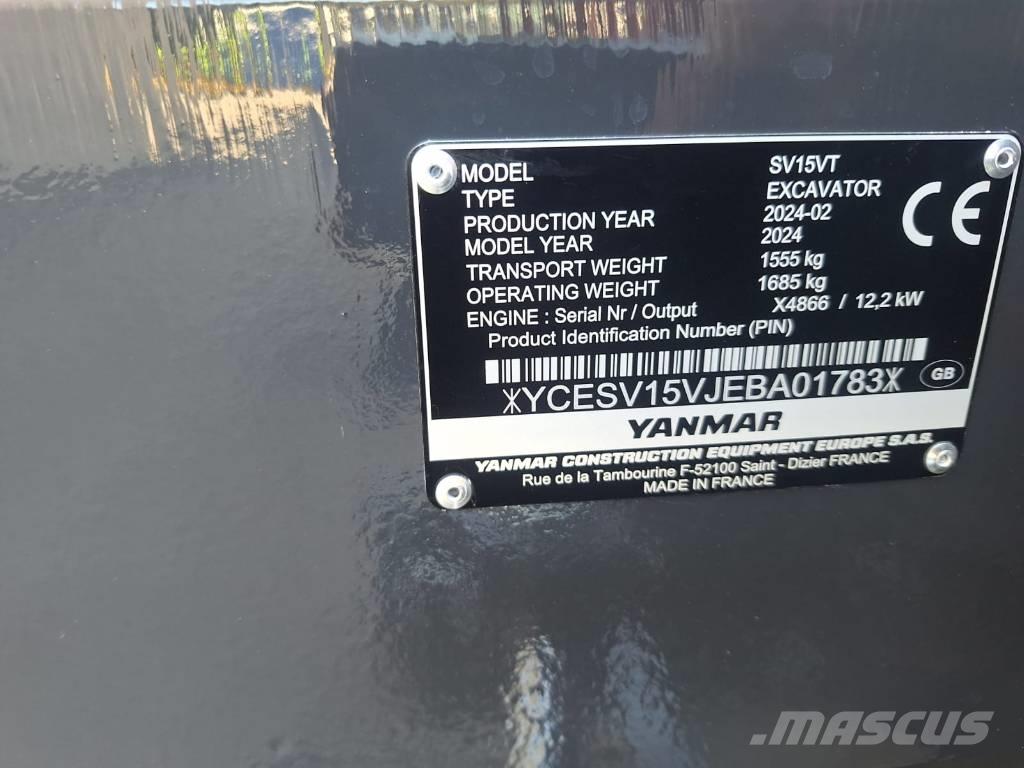 MODEL SV15VT
TYPE EXCAVATOR
PRODUCTION YEAR 2024-02
MODEL YEAR 2024
TRANSPORT WEIGHT 1555 kg
OPERATING WEIGHT 1685 kg
ENGINE : Serial Nr / Output X4866 / 12,2 kW
Product Identification Number (PIN)
CE
*YCESV15VJEBA01783*
GB
YANMAR
YANMAR CONSTRUCTION EQUIPMENT EUROPE S.A.S.
Rue de la Tambourine F-52100 Saint - Dizier FRANCE
MADE IN FRANCE
MASCUS